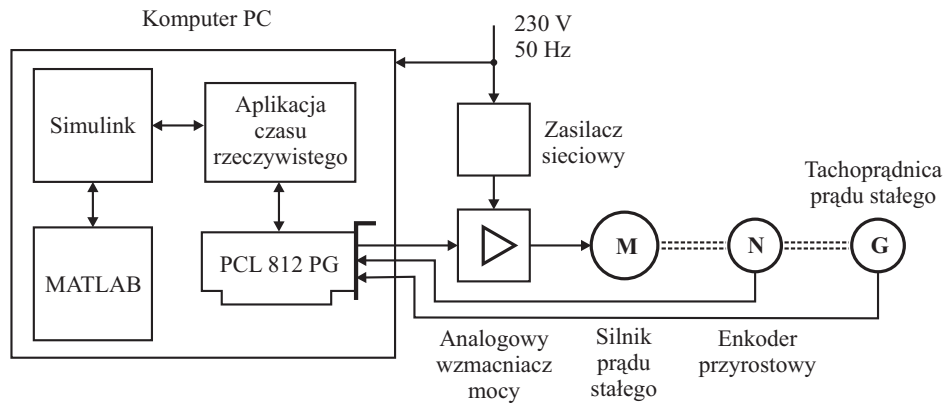 Komputer PC
230 V
50 Hz
Simulink
Aplikacja
czasu
rzeczywistego
Zasilacz
sieciowy
Tachoprądnica
prądu stałego
MATLAB
PCL 812 PG
M
N
G
Analogowy
wzmacniacz
mocy
Silnik
prądu
stałego
Enkoder
przyrostowy